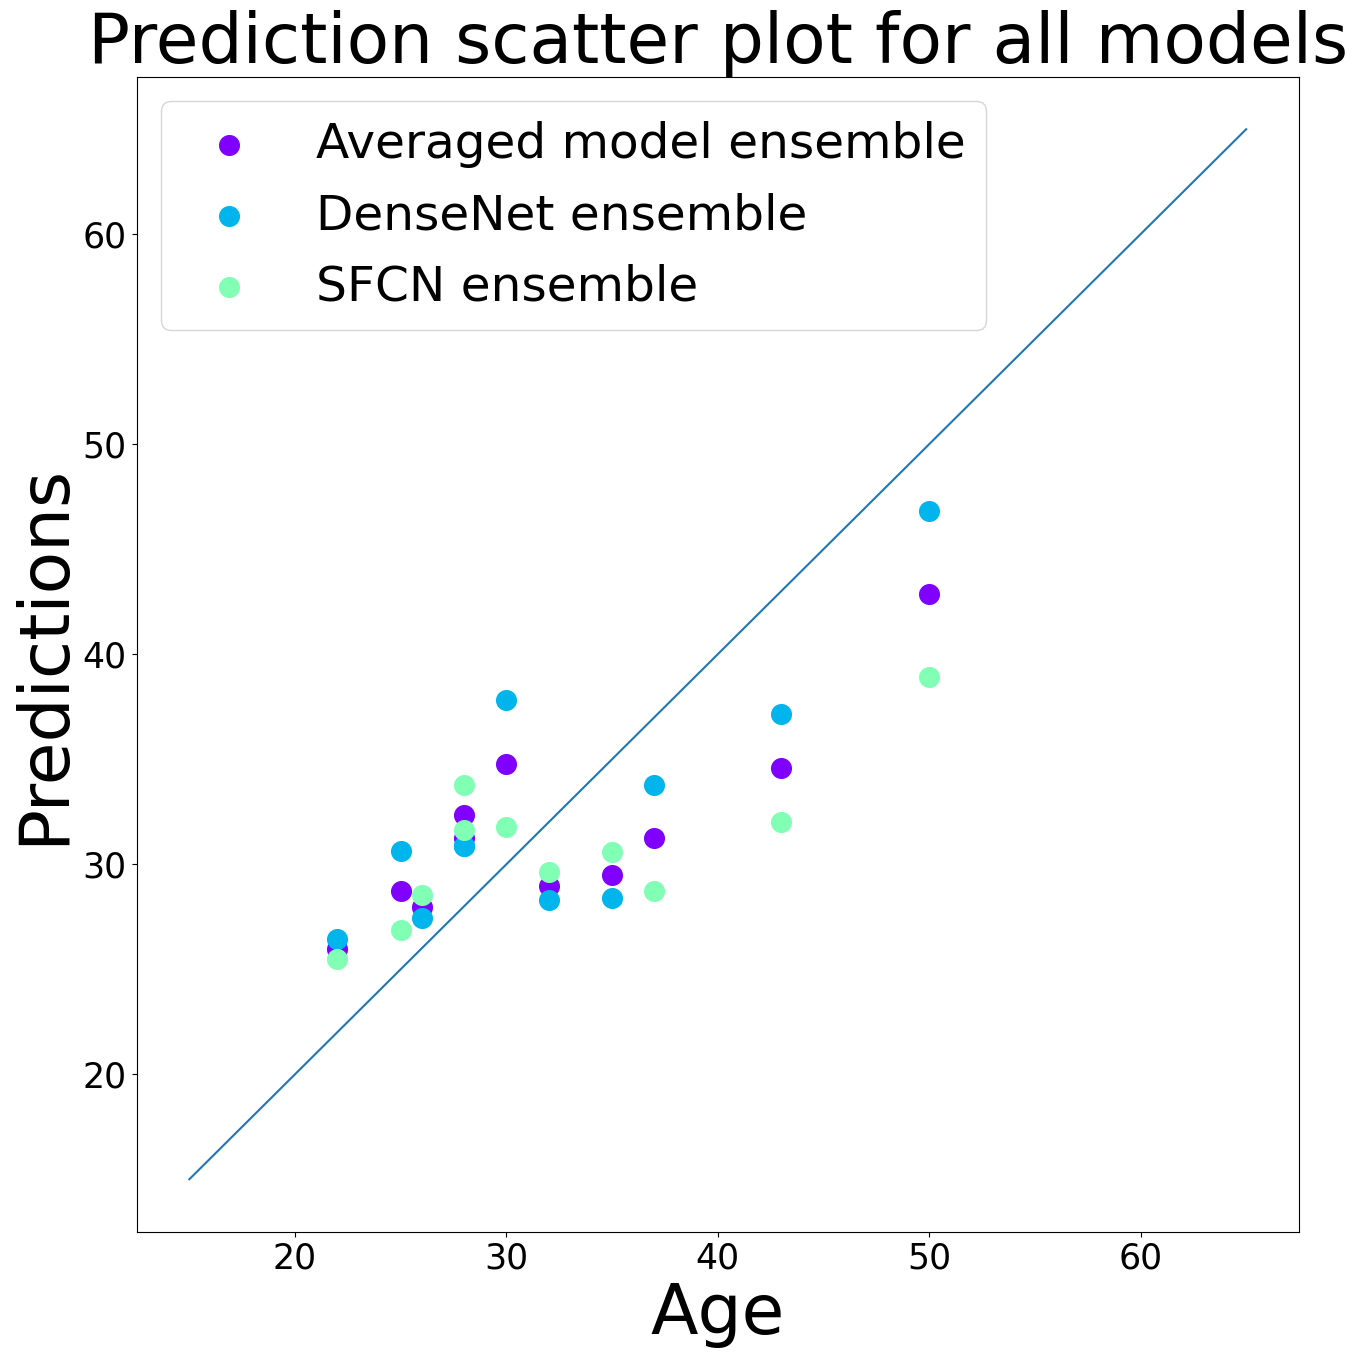 Prediction scatter plot for all models
Averaged model ensemble
DenseNet ensemble
SFCN ensemble
60
50
40
30
20
Predictions
20 30 40 50 60
Age